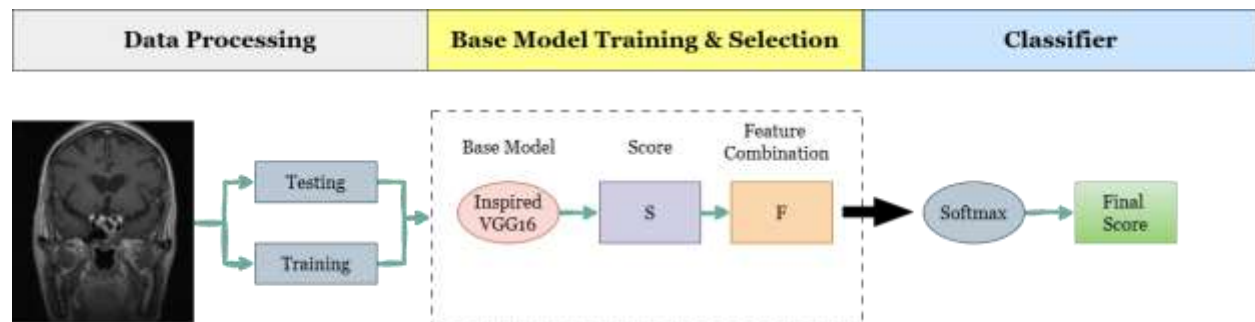 Data Processing
Base Model Training & Selection
Classifier
Base Model
Score
Feature
Combination
Testing
Training
Inspired
VGG16
S
F
Softmax
Final
Score